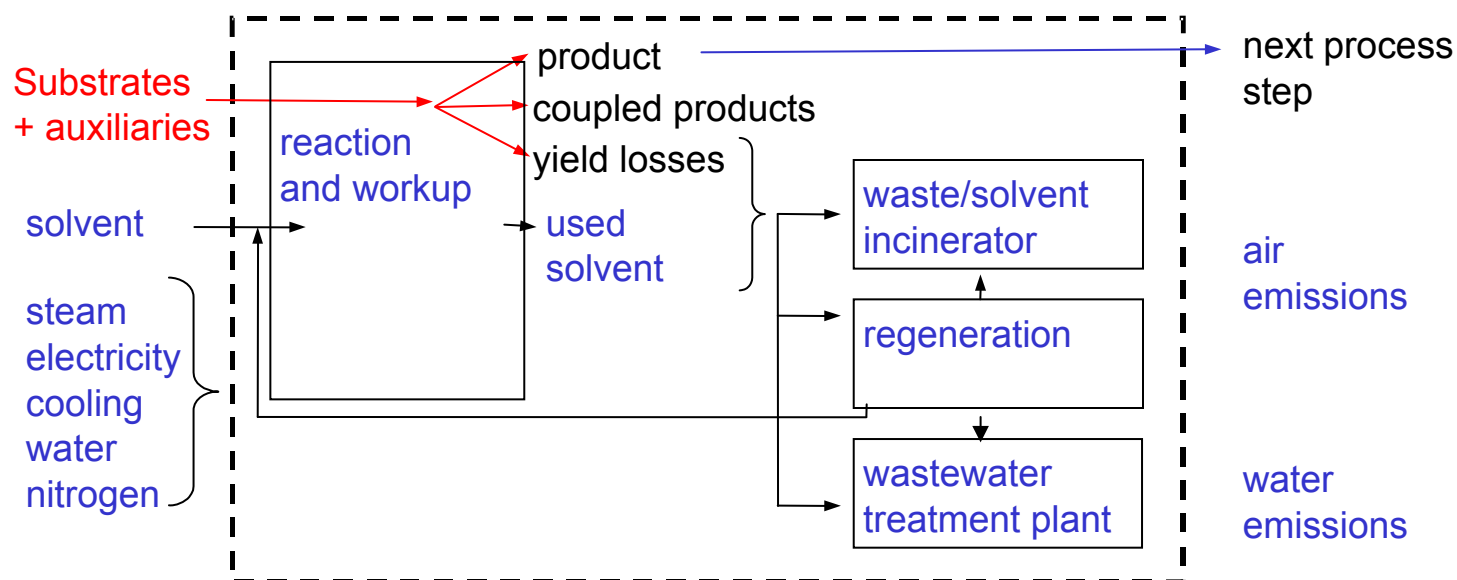 Substrates
+ auxiliaries
solvent
steam
electricity
cooling
water
nitrogen
reaction
and workup
product
coupled products
yield losses
used
solvent
waste/solvent
incinerator
regeneration
wastewater
treatment plant
next process
step
air
emissions
water
emissions